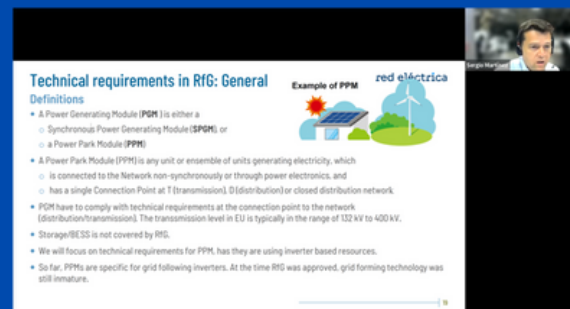 Technical requirements in RfG: General
red eléctrica
Definitions
Example of PPM
• A Power Generating Module (PGM ) is either a
○ Synchronous Power Generating Module (SPGM), or
○ a Power Park Module (PPM)
• A Power Park Module (PPM) is any unit or ensemble of units generating electricity, which
○ is connected to the Network non-synchronously or through power electronics, and
○ has a single Connection Point at T (transmission), D (distribution) or closed distribution network
• PGM have to comply with technical requirements at the connection point to the network
(distribution/transmission). The transsmission level in EU is typically in the range of 132 kV to 400 kV.
• Storage/BESS is not covered by RfG.
• We will focus on technical requirements for PPM, has they are using inverter based resources.
• So far, PPMs are specific for grid following inverters. At the time RfG was approved, grid forming technology was
still inmature.
Sergio Martinez